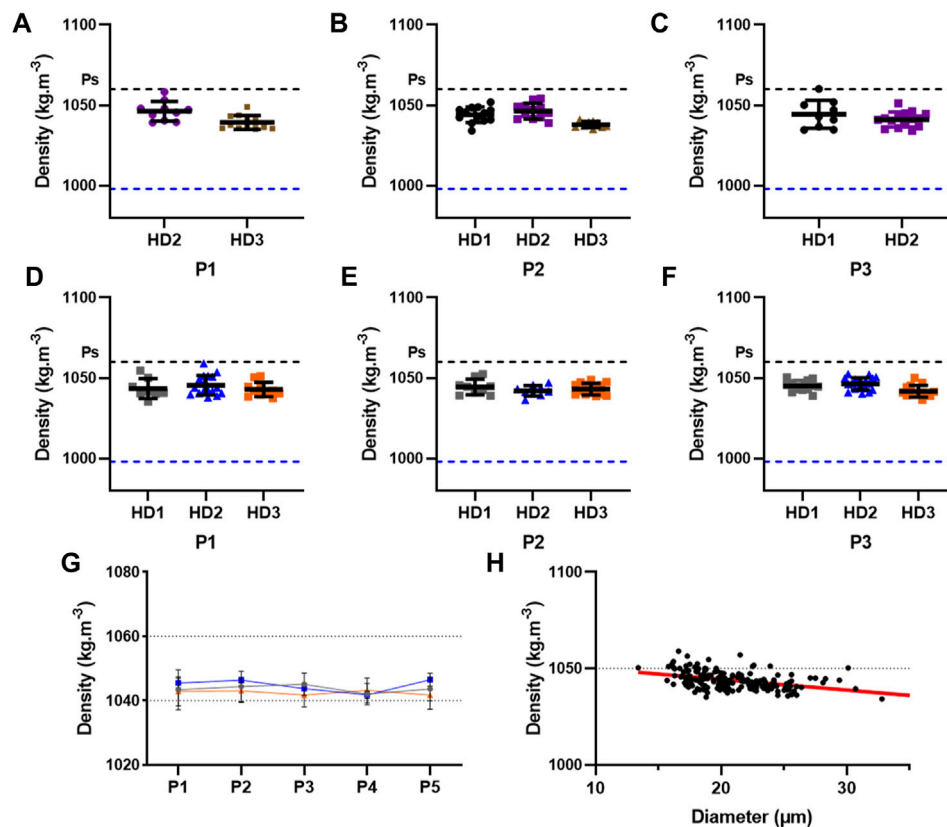 A
Density (kg.m⁻³)
1100
Ps
1050
1000
HD2 HD3
P1
B
Density (kg.m⁻³)
1100
Ps
1050
1000
HD1 HD2 HD3
P2
C
Density (kg.m⁻³)
1100
Ps
1050
1000
HD1 HD2
P3
D
Density (kg.m⁻³)
1100
Ps
1050
1000
HD1 HD2 HD3
P1
E
Density (kg.m⁻³)
1100
Ps
1050
1000
HD1 HD2 HD3
P2
F
Density (kg.m⁻³)
1100
Ps
1050
1000
HD1 HD2 HD3
P3
G
Density (kg.m⁻³)
1080
1060
1040
1020
P1 P2 P3 P4 P5
H
Density (kg.m⁻³)
1100
1050
1000
10 20 30
Diameter (µm)